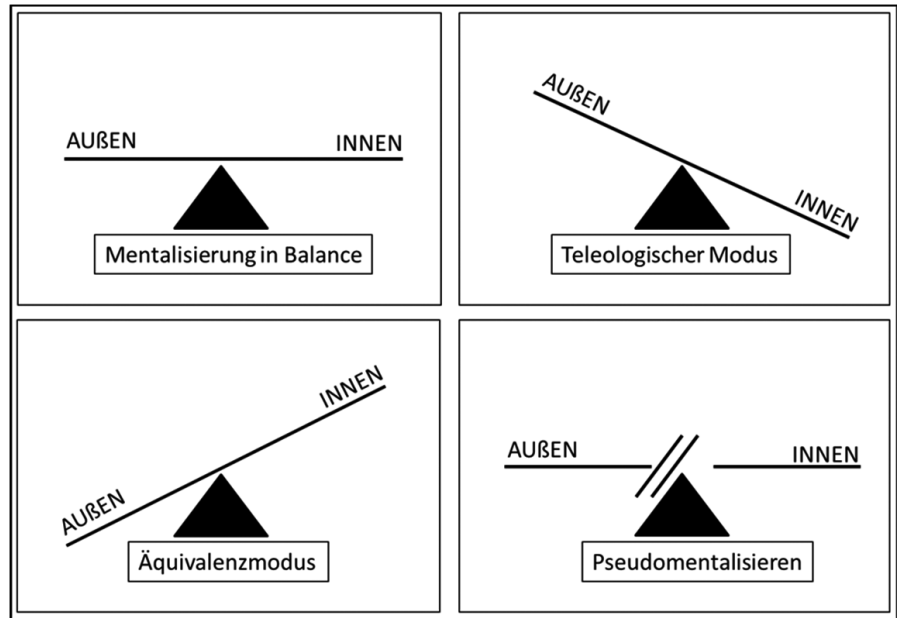 AUßEN INNEN
Mentalisierung in Balance
AUßEN
INNEN
Teleologischer Modus
INNEN
AUßEN
Äquivalenzmodus
AUßEN INNEN
Pseudomentalisieren